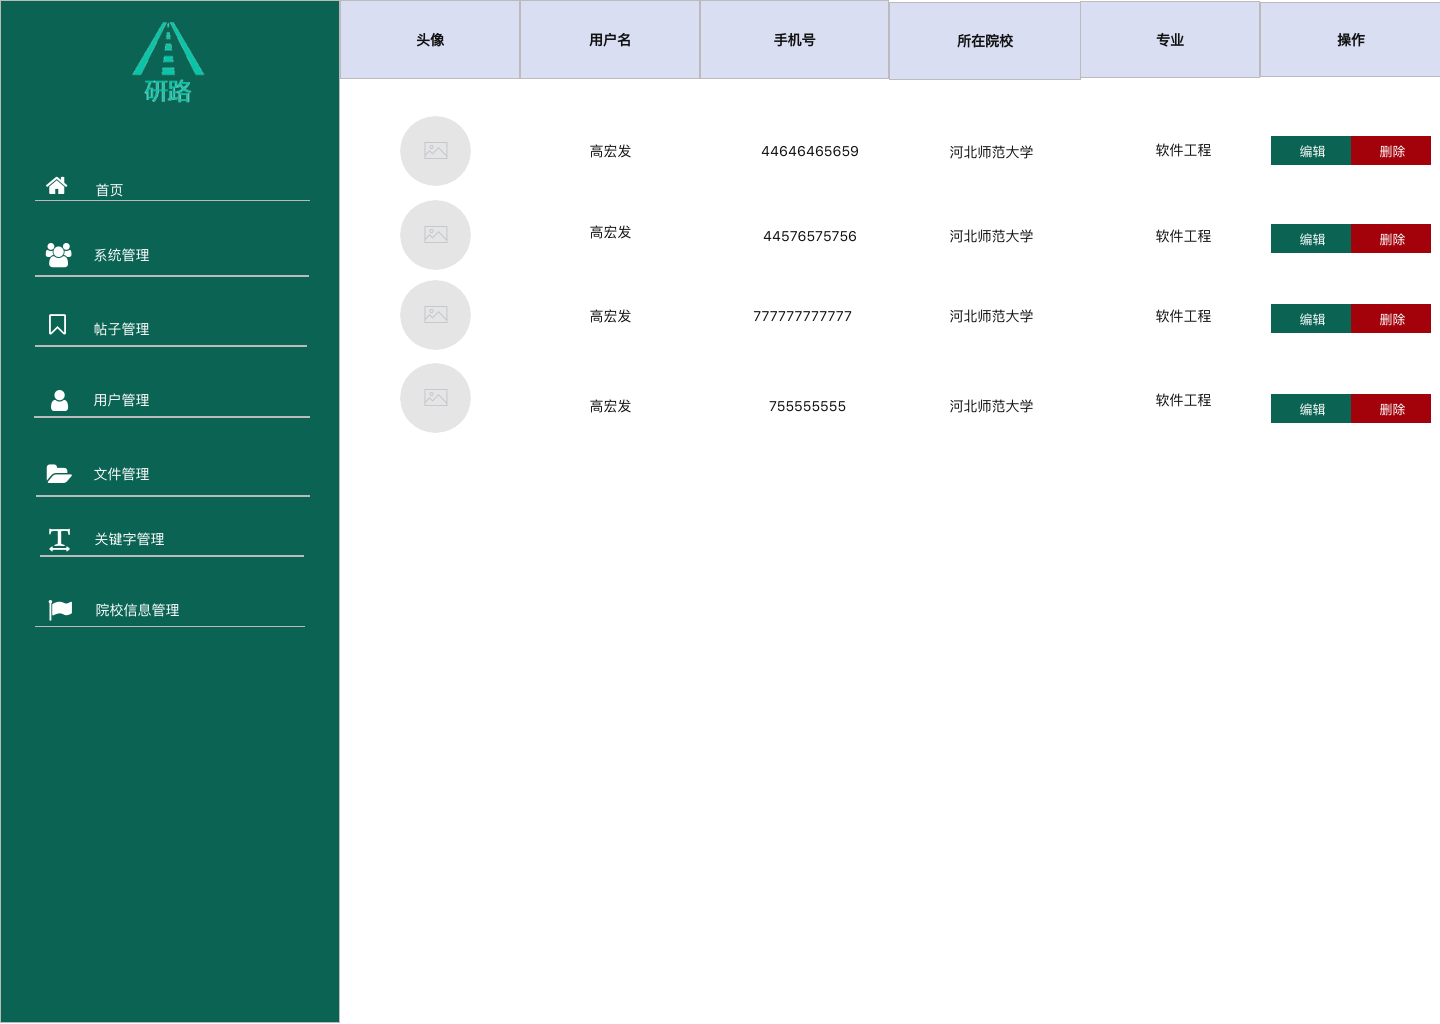 研路
首页
系统管理
帖子管理
用户管理
文件管理
关键字管理
院校信息管理
头像 用户名 手机号 所在院校 专业 操作
高宏发 44646465659 河北师范大学 软件工程 编辑 删除
高宏发 44576575756 河北师范大学 软件工程 编辑 删除
高宏发 777777777777 河北师范大学 软件工程 编辑 删除
高宏发 755555555 河北师范大学 软件工程 编辑 删除